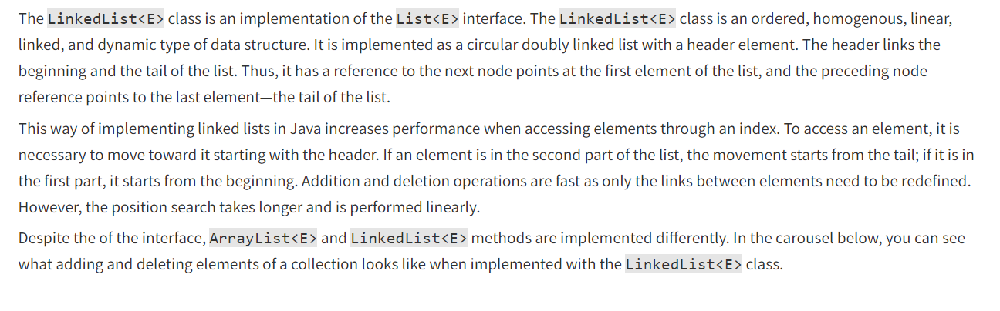 The LinkedList<E> class is an implementation of the List<E> interface. The LinkedList<E> class is an ordered, homogenous, linear,
linked, and dynamic type of data structure. It is implemented as a circular doubly linked list with a header element. The header links the
beginning and the tail of the list. Thus, it has a reference to the next node points at the first element of the list, and the preceding node
reference points to the last element—the tail of the list.
This way of implementing linked lists in Java increases performance when accessing elements through an index. To access an element, it is
necessary to move toward it starting with the header. If an element is in the second part of the list, the movement starts from the tail; if it is in
the first part, it starts from the beginning. Addition and deletion operations are fast as only the links between elements need to be redefined.
However, the position search takes longer and is performed linearly.
Despite the of the interface, ArrayList<E> and LinkedList<E> methods are implemented differently. In the carousel below, you can see
what adding and deleting elements of a collection looks like when implemented with the LinkedList<E> class.